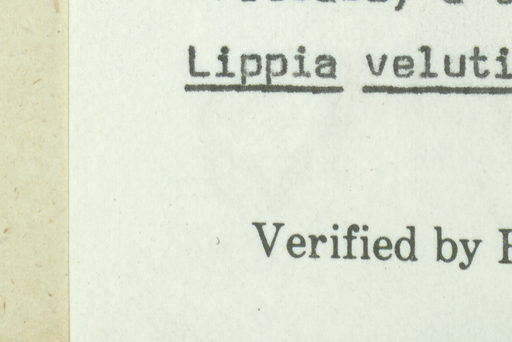 Lippia veluti
Verified by